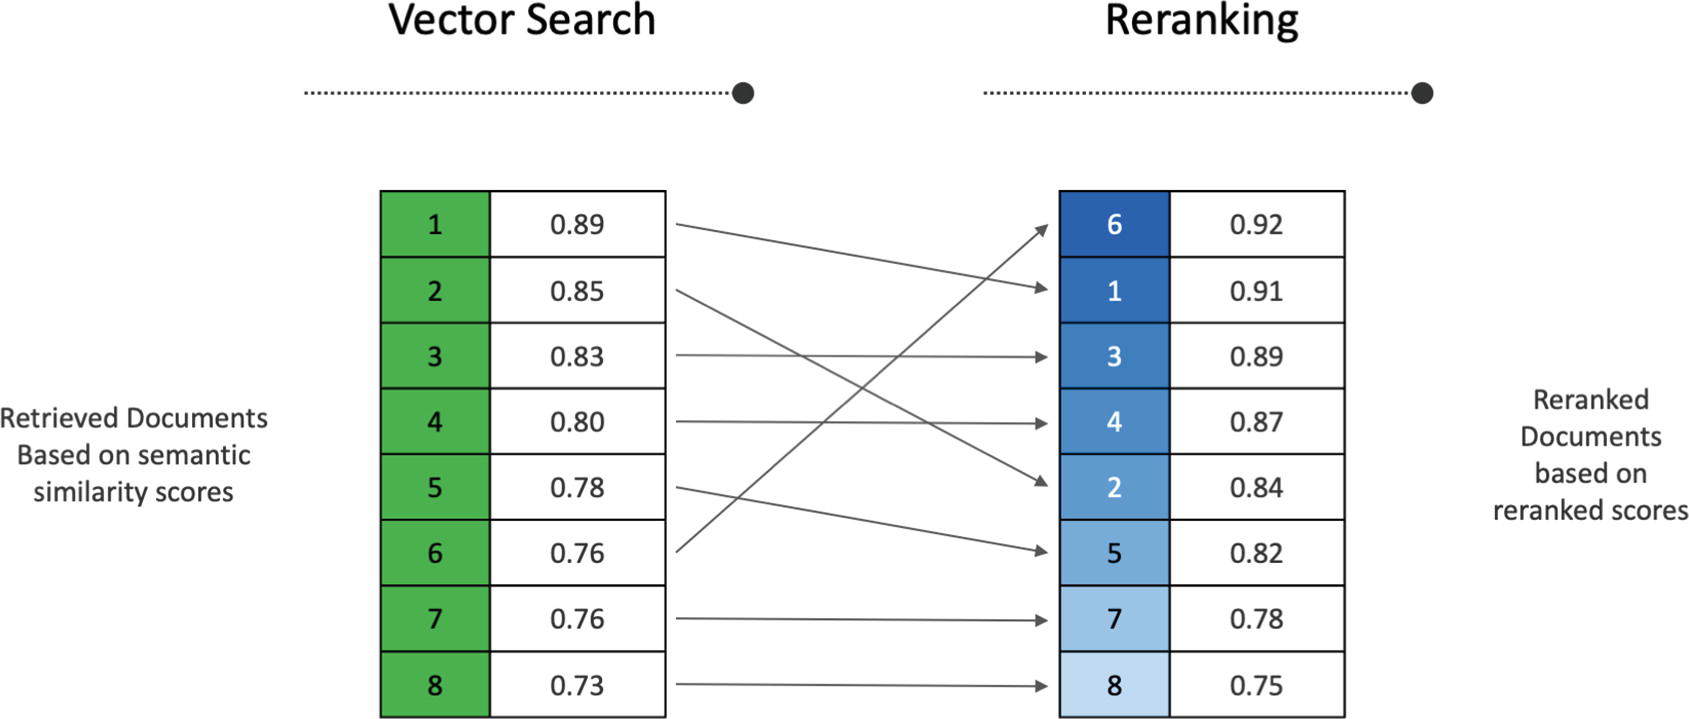 Vector Search
Reranking
1 0.89
2 0.85
3 0.83
4 0.80
5 0.78
6 0.76
7 0.76
8 0.73
Retrieved Documents
Based on semantic
similarity scores
6 0.92
1 0.91
3 0.89
4 0.87
2 0.84
5 0.82
7 0.78
8 0.75
Reranked
Documents
based on
reranked scores